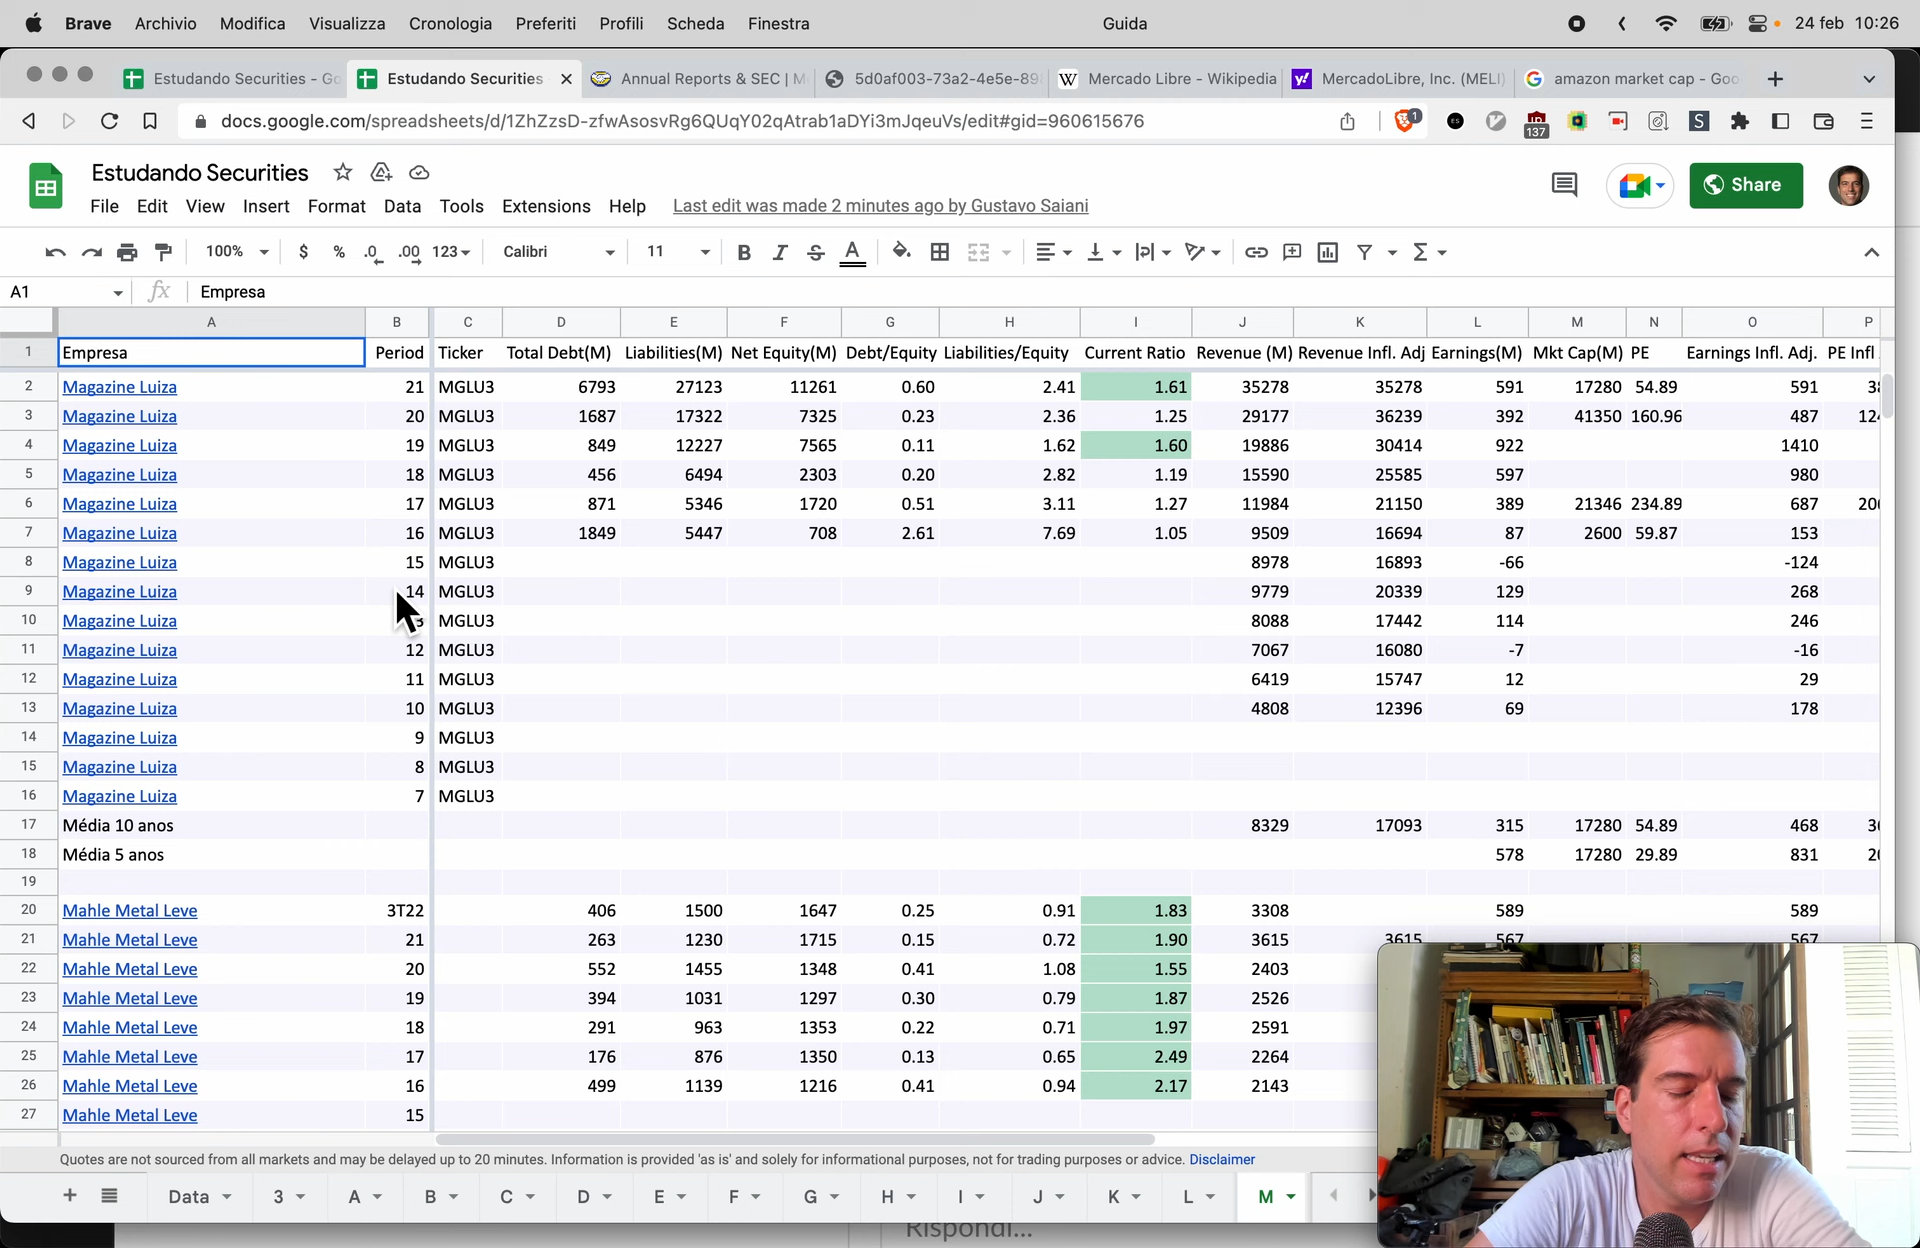 Brave Archivio Modifica Visualizza Cronologia Preferiti Profili Scheda Finestra Guida 24 feb 10:26
Estudando Securities - Go Estudando Securities Annual Reports & SEC | M 5d0af003-73a2-4e5e-89 Mercado Libre - Wikipedia MercadoLibre, Inc. (MELI) amazon market cap - Goo
docs.google.com/spreadsheets/d/1ZhZzsD-zfwAsosvRg6QUqY02qAtrab1aDYi3mJqeuVs/edit#gid=960615676 1 137
Estudando Securities Share
File Edit View Insert Format Data Tools Extensions Help Last edit was made 2 minutes ago by Gustavo Saiani
100% $ % .0 .00 123 Calibri 11 B I S A
A1 fx Empresa
A B C D E F G H I J K L M N O P
1 Empresa Period Ticker Total Debt(M) Liabilities(M) Net Equity(M) Debt/Equity Liabilities/Equity Current Ratio Revenue (M) Revenue Infl. Adj Earnings(M) Mkt Cap(M) PE Earnings Infl. Adj. PE Infl
2 Magazine Luiza 21 MGLU3 6793 27123 11261 0.60 2.41 1.61 35278 35278 591 17280 54.89 591 38
3 Magazine Luiza 20 MGLU3 1687 17322 7325 0.23 2.36 1.25 29177 36239 392 41350 160.96 487 124
4 Magazine Luiza 19 MGLU3 849 12227 7565 0.11 1.62 1.60 19886 30414 922 1410
5 Magazine Luiza 18 MGLU3 456 6494 2303 0.20 2.82 1.19 15590 25585 597 980
6 Magazine Luiza 17 MGLU3 871 5346 1720 0.51 3.11 1.27 11984 21150 389 21346 234.89 687 200
7 Magazine Luiza 16 MGLU3 1849 5447 708 2.61 7.69 1.05 9509 16694 87 2600 59.87 153
8 Magazine Luiza 15 MGLU3 8978 16893 -66 -124
9 Magazine Luiza 14 MGLU3 9779 20339 129 268
10 Magazine Luiza 3 MGLU3 8088 17442 114 246
11 Magazine Luiza 12 MGLU3 7067 16080 -7 -16
12 Magazine Luiza 11 MGLU3 6419 15747 12 29
13 Magazine Luiza 10 MGLU3 4808 12396 69 178
14 Magazine Luiza 9 MGLU3
15 Magazine Luiza 8 MGLU3
16 Magazine Luiza 7 MGLU3
17 Média 10 anos 8329 17093 315 17280 54.89 468 30
18 Média 5 anos 578 17280 29.89 831 20
19
20 Mahle Metal Leve 3T22 406 1500 1647 0.25 0.91 1.83 3308 589 589
21 Mahle Metal Leve 21 263 1230 1715 0.15 0.72 1.90 3615 3615 567 567
22 Mahle Metal Leve 20 552 1455 1348 0.41 1.08 1.55 2403
23 Mahle Metal Leve 19 394 1031 1297 0.30 0.79 1.87 2526
24 Mahle Metal Leve 18 291 963 1353 0.22 0.71 1.97 2591
25 Mahle Metal Leve 17 176 876 1350 0.13 0.65 2.49 2264
26 Mahle Metal Leve 16 499 1139 1216 0.41 0.94 2.17 2143
27 Mahle Metal Leve 15
Quotes are not sourced from all markets and may be delayed up to 20 minutes. Information is provided 'as is' and solely for informational purposes, not for trading purposes or advice. Disclaimer
+ Data 3 A B C D E F G H I J K L M
Rispondi...